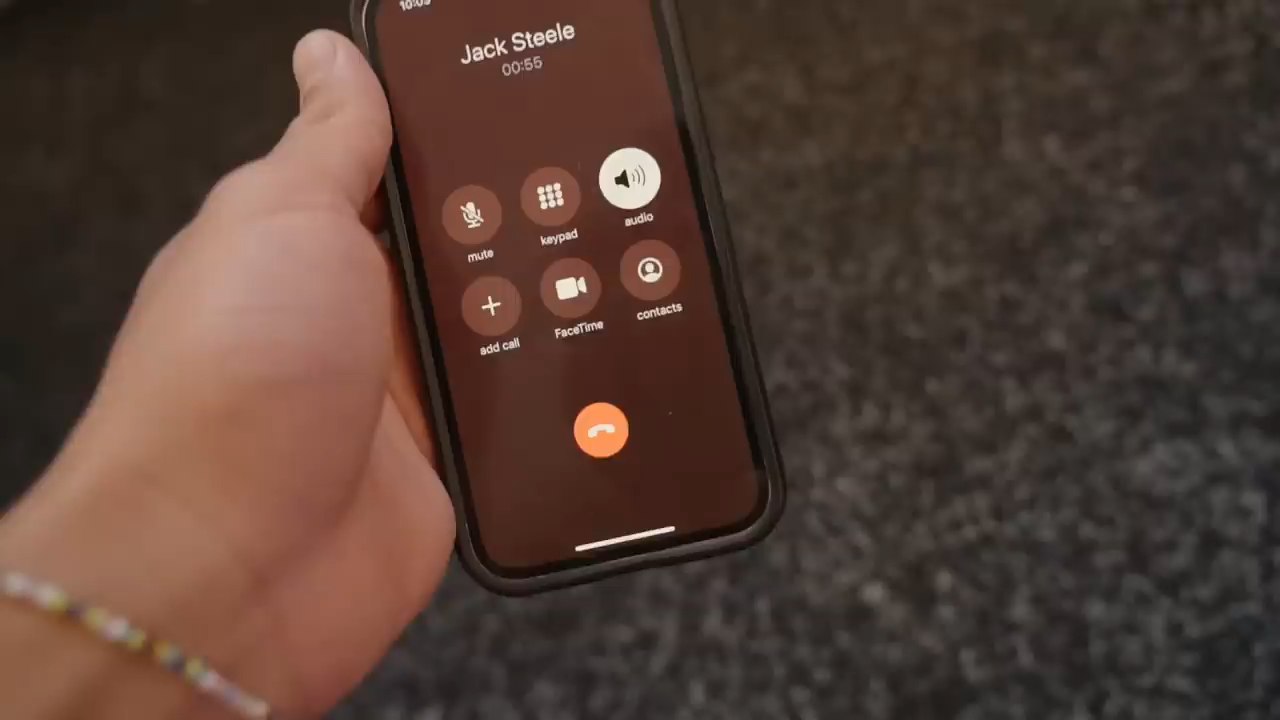 Jack Steele
00:55
mute
keypad
audio
add call
FaceTime
contacts